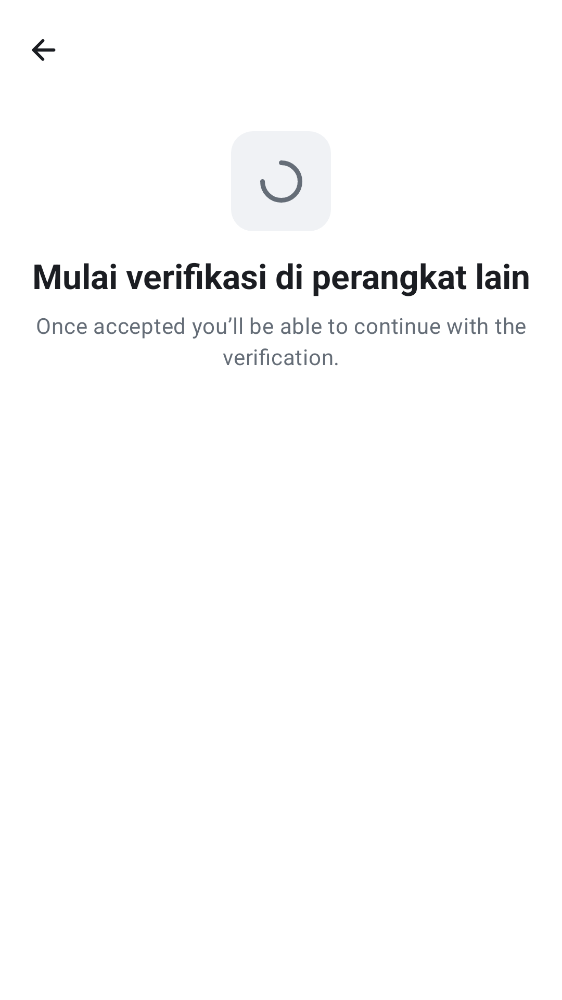 Mulai verifikasi di perangkat lain
Once accepted you’ll be able to continue with the
verification.